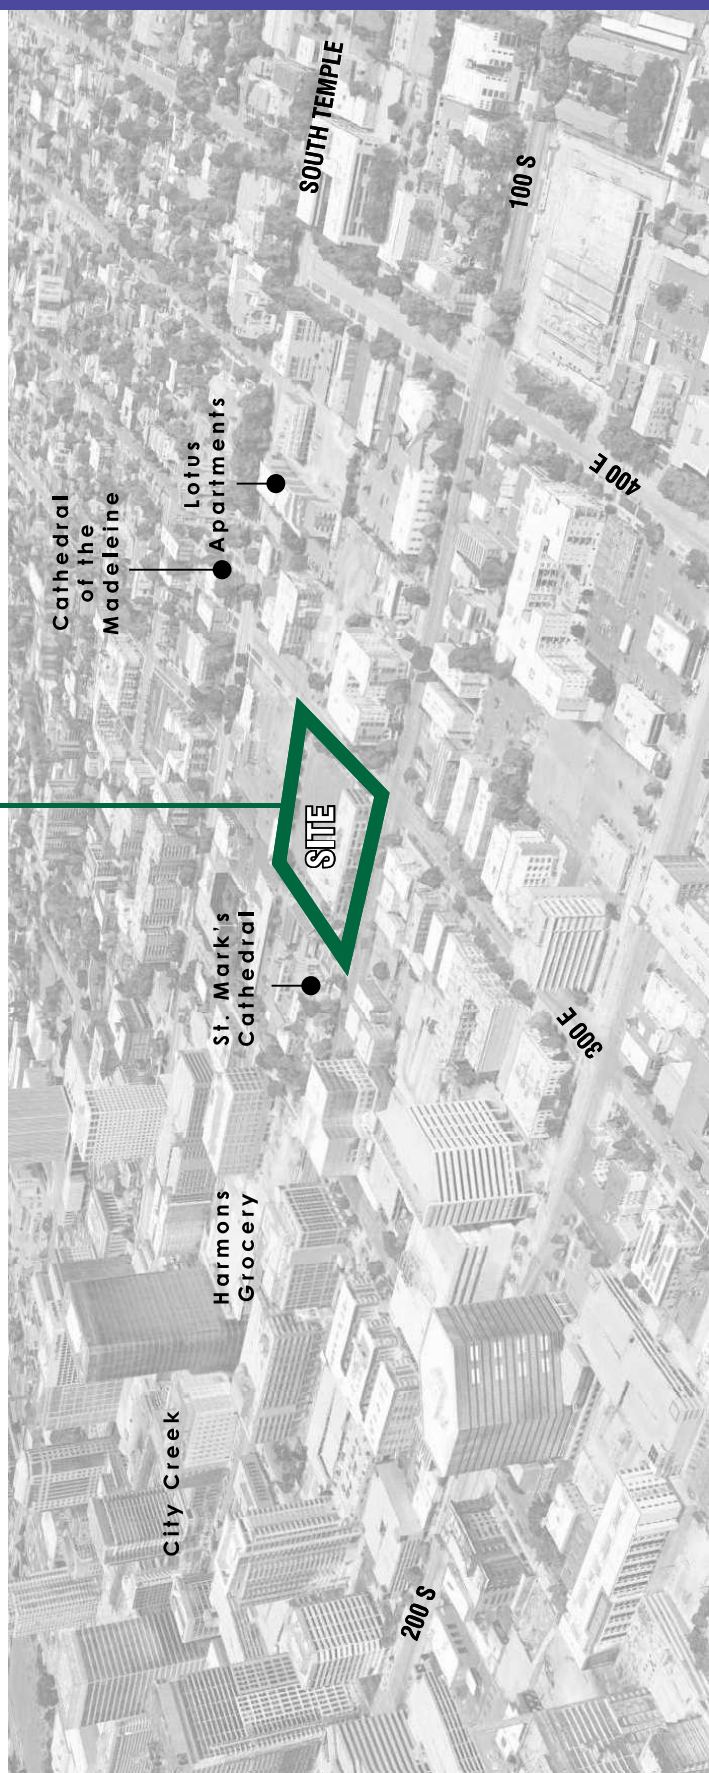 City Creek
Harmons
Grocery
St. Mark's
Cathedral
SITE
Cathedral
of the
Madeleine
Lotus
Apartments
SOUTH TEMPLE
100 S
400 E
300 E
200 S